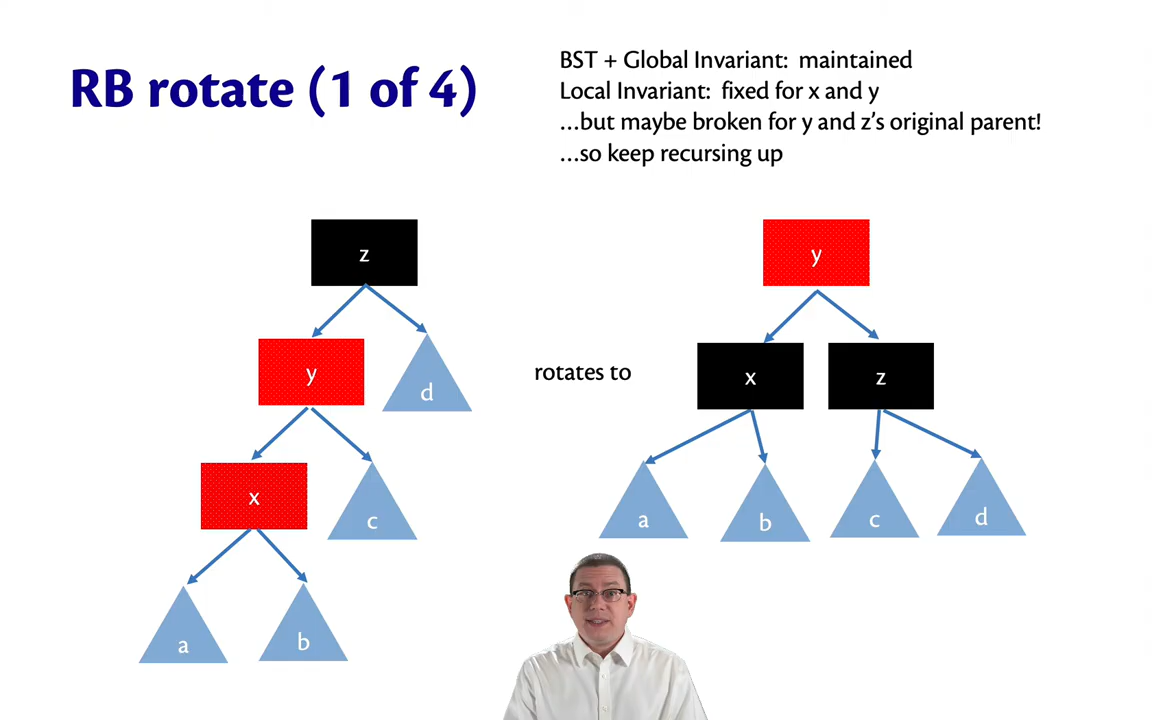 RB rotate (1 of 4)
BST + Global Invariant: maintained
Local Invariant: fixed for x and y
...but maybe broken for y and z's original parent!
...so keep recursing up
z
y
d
x
c
a
b
rotates to
y
x
z
a
b
c
d